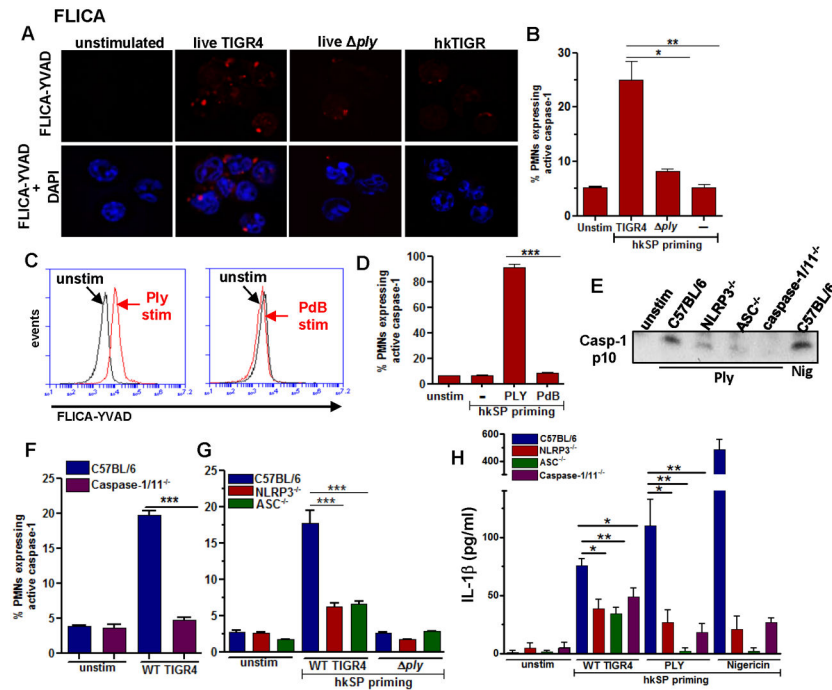 FLICA
A
unstimulated
live TIGR4
live Δply
hkTIGR
FLICA-YVAD
FLICA-YVAD
+
DAPI
B
% PMNs expressing
active caspase-1
30
20
10
0
Unstim
TIGR4
Δply
–
hkSP priming
*
**
C
unstim
Ply
stim
unstim
PdB
stim
events
FLICA-YVAD
D
% PMNs expressing
active caspase-1
100
80
60
40
20
0
***
unstim
–
PLY
PdB
hkSP priming
E
unstim
C57BL/6
NLRP3-/-
ASC-/-
caspase-1/11-/-
C57BL/6
Casp-1
p10
Ply
Nig
F
C57BL/6
Caspase-1/11-/-
% PMNs expressing
active caspase-1
25
20
15
10
5
0
***
unstim
WT TIGR4
G
C57BL/6
NLRP3-/-
ASC-/-
25
20
15
10
5
0
***
***
unstim
WT TIGR4
Δply
hkSP priming
H
C57BL/6
NLRP3-/-
ASC-/-
Caspase-1/11-/-
IL-1β (pg/ml)
600
500
400
300
150
100
50
0
*
**
*
**
**
*
unstim
WT TIGR4
PLY
Nigericin
hkSP priming